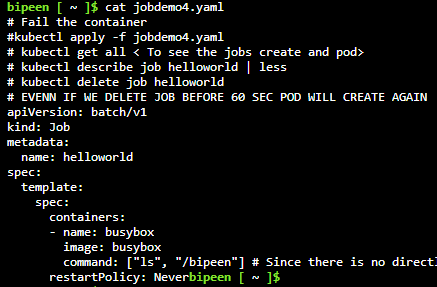 bipeen [ ~ ]$ cat jobdemo4.yaml
# Fail the container
#kubectl apply -f jobdemo4.yaml
# kubectl get all < To see the jobs create and pod>
# kubectl describe job helloworld | less
# kubectl delete job helloworld
# EVENN IF WE DELETE JOB BEFORE 60 SEC POD WILL CREATE AGAIN
apiVersion: batch/v1
kind: Job
metadata:
  name: helloworld
spec:
  template:
    spec:
      containers:
      - name: busybox
        image: busybox
        command: ["ls", "/bipeen"] # Since there is no
      restartPolicy: Neverbipeen [ ~ ]$